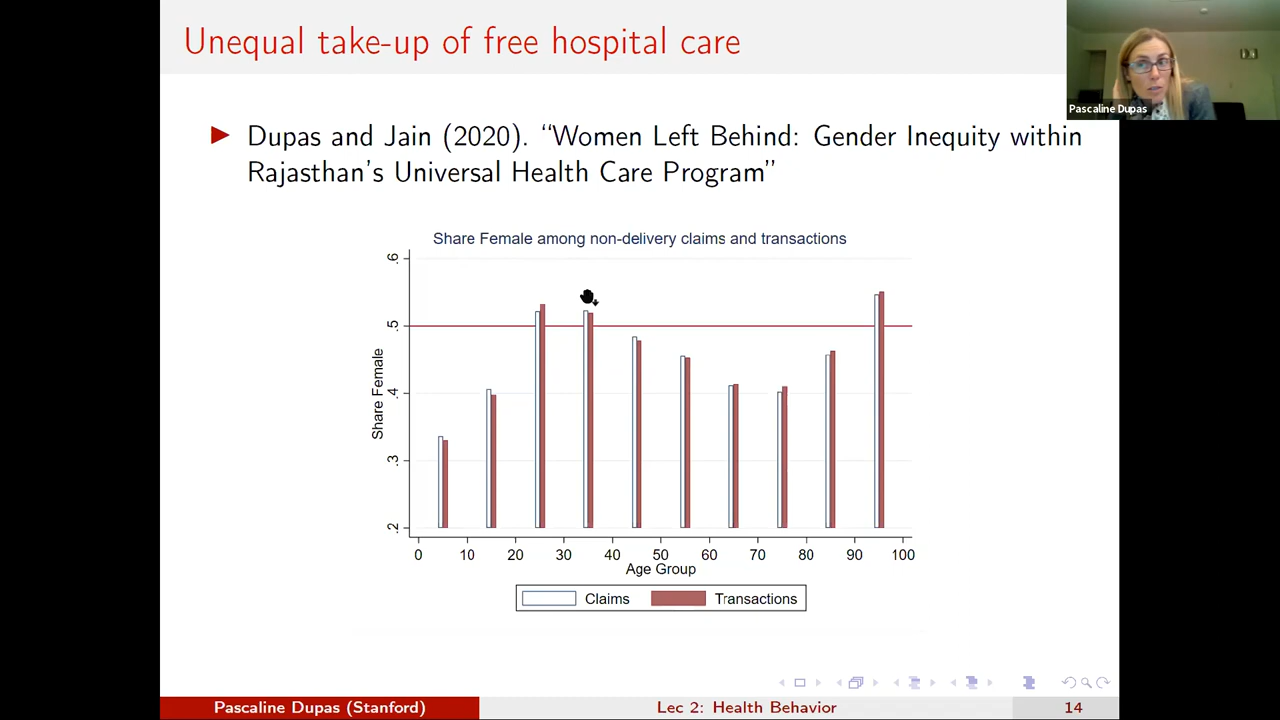 Unequal take-up of free hospital care
Pascaline Dupas
Dupas and Jain (2020). “Women Left Behind: Gender Inequity within
Rajasthan’s Universal Health Care Program”
Share Female among non-delivery claims and transactions
Share Female
.6
.5
.4
.3
.2
0 10 20 30 40 50 60 70 80 90 100
Age Group
Claims Transactions
Pascaline Dupas (Stanford) Lec 2: Health Behavior 14